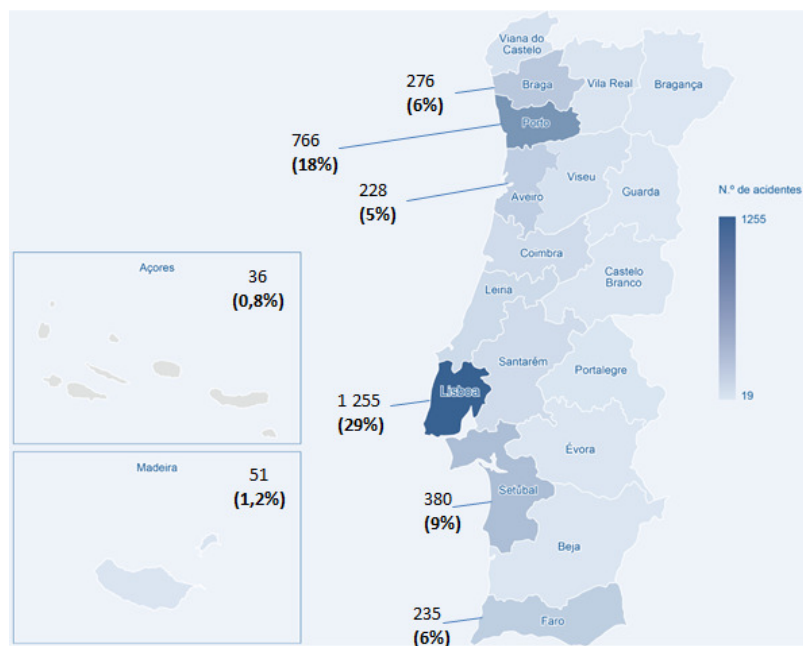 Viana do
Castelo
Braga
Vila Real
Bragança
276
(6%)
Porto
766
(18%)
228
(5%)
Aveiro
Viseu
Guarda
N.º de acidentes
1255
19
Coimbra
Castelo
Branco
Leiria
Açores
36
(0,8%)
Santarém
Portalegre
Lisboa
1 255
(29%)
Évora
Madeira
51
(1,2%)
Setúbal
380
(9%)
Beja
235
(6%)
Faro